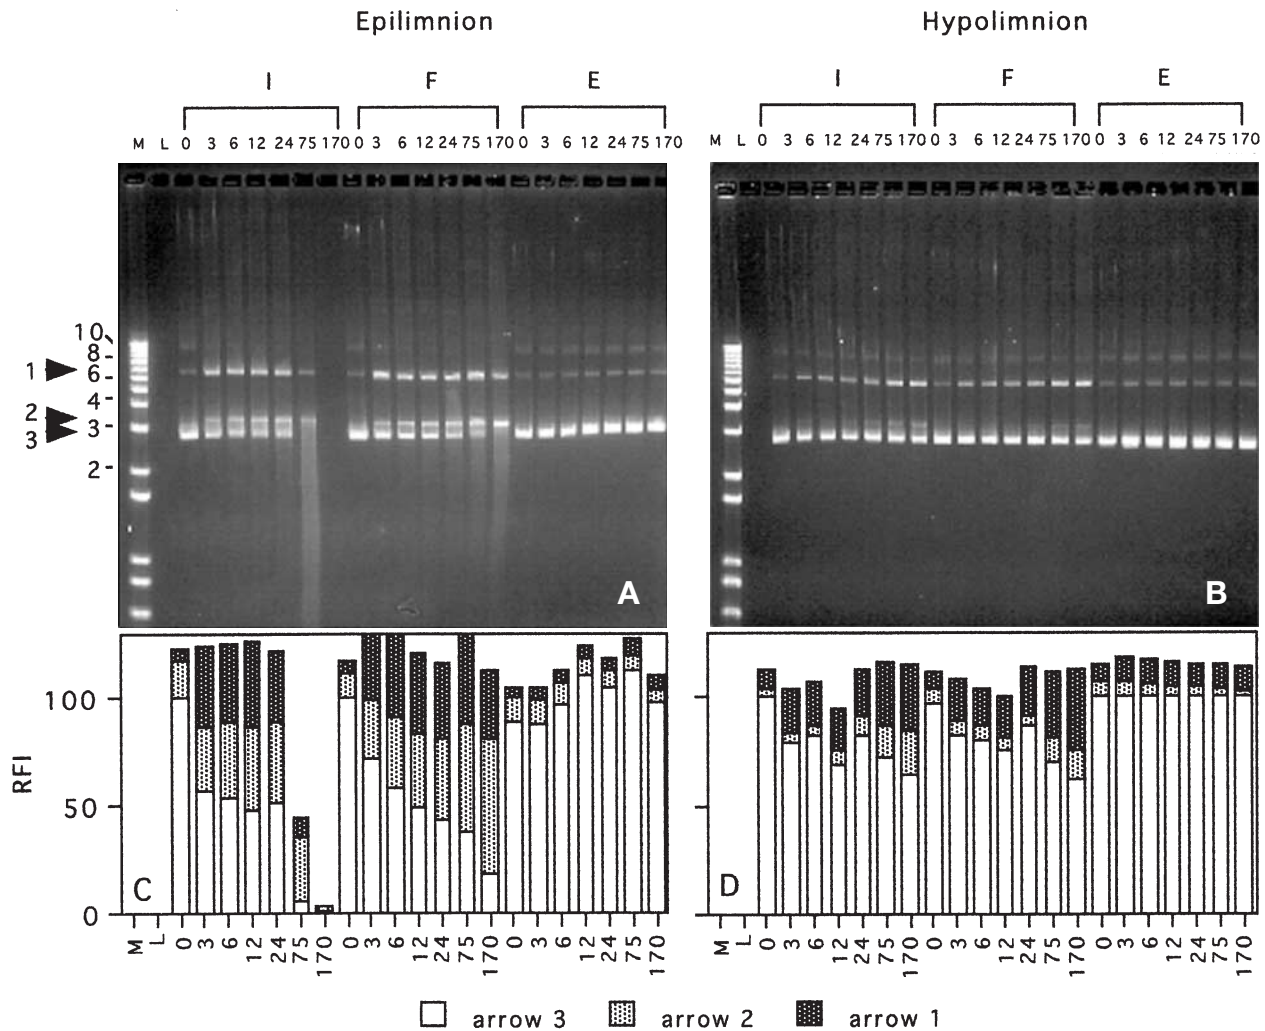 Epilimnion Hypolimnion
I F E I F E
M L 0 3 6 12 24 75 170 0 3 6 12 24 75 170 0 3 6 12 24 75 170 M L 0 3 6 12 24 75 170 0 3 6 12 24 75 170 0 3 6 12 24 75 170
10
8
1 6
4
2
3
3
2
A B
100
50
RFI
0
C D
M L 0 3 6 12 24 75 170 0 3 6 12 24 75 170 0 3 6 12 24 75 170 M L 0 3 6 12 24 75 170 0 3 6 12 24 75 170 0 3 6 12 24 75 170
arrow 3 arrow 2 arrow 1